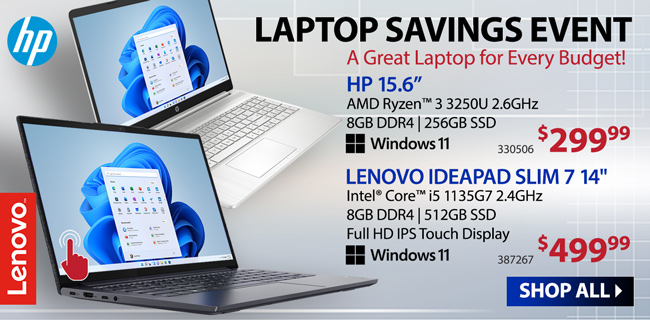 hp
LAPTOP SAVINGS EVENT
A Great Laptop for Every Budget!
HP 15.6”
AMD Ryzen™ 3 3250U 2.6GHz
8GB DDR4 | 256GB SSD
Windows 11
330506
$299.99
LENOVO IDEAPAD SLIM 7 14"
Intel® Core™ i5 1135G7 2.4GHz
8GB DDR4 | 512GB SSD
Full HD IPS Touch Display
Windows 11
387267
$499.99
Lenovo
SHOP ALL